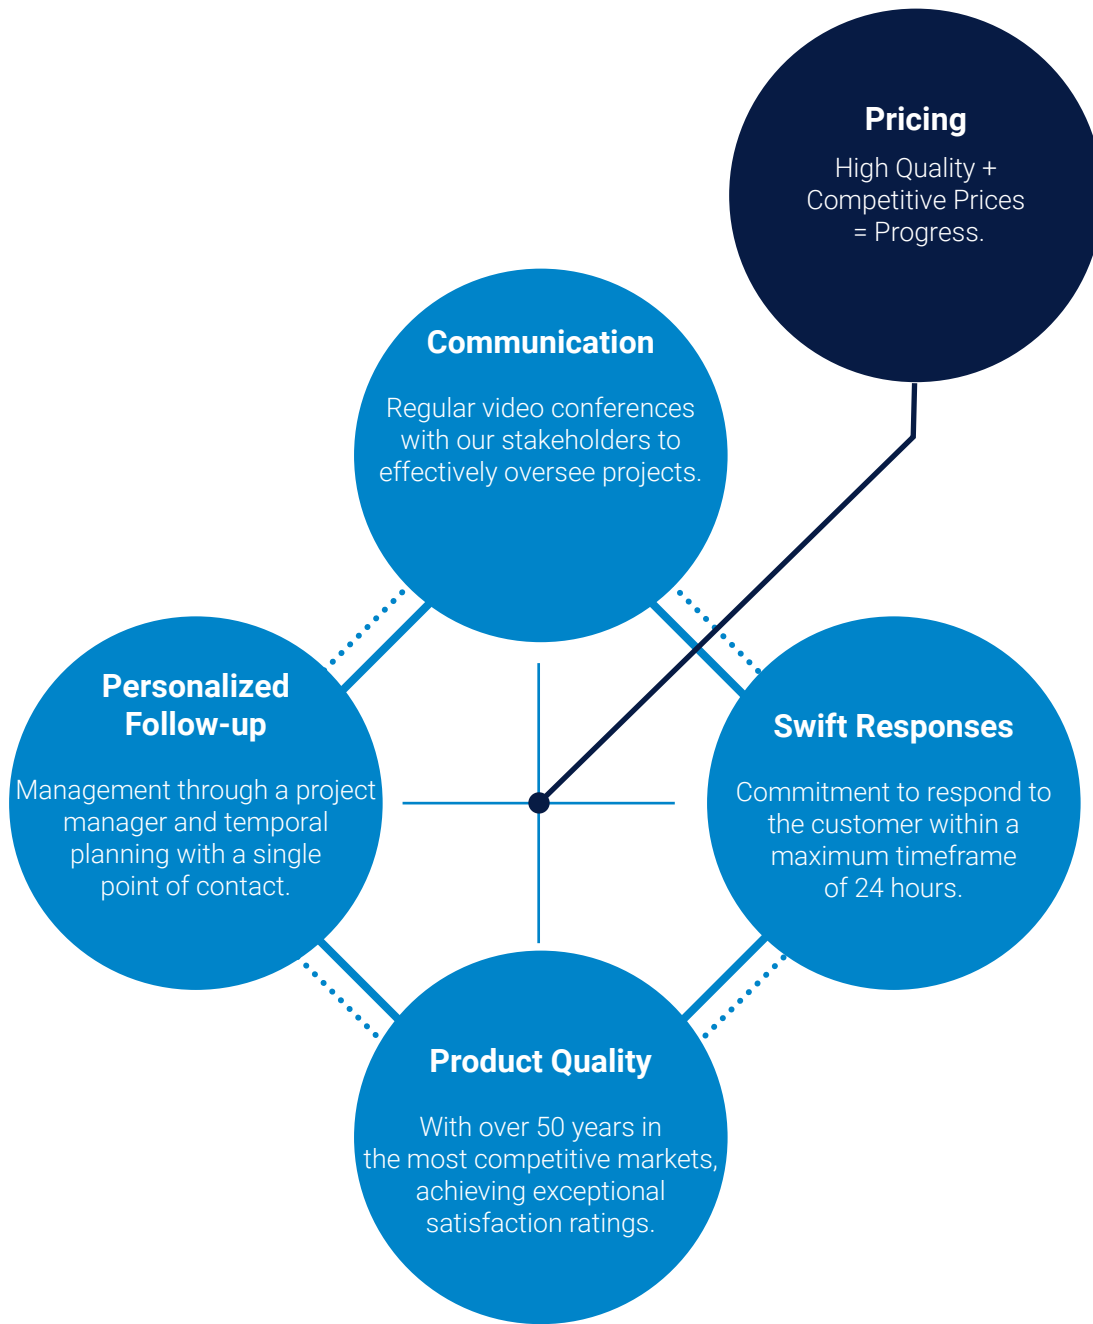 Pricing
High Quality +
Competitive Prices
= Progress.
Communication
Regular video conferences
with our stakeholders to
effectively oversee projects.
Personalized
Follow-up
Management through a project
manager and temporal
planning with a single
point of contact.
Swift Responses
Commitment to respond to
the customer within a
maximum timeframe
of 24 hours.
Product Quality
With over 50 years in
the most competitive markets,
achieving exceptional
satisfaction ratings.